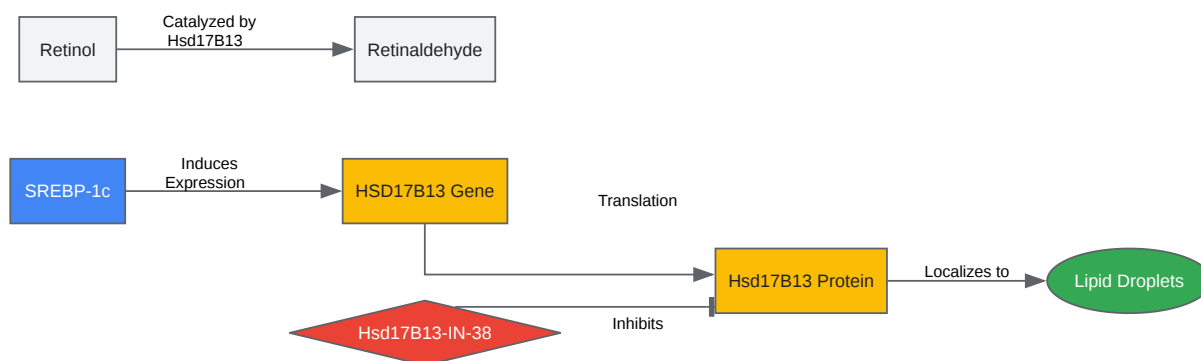 Catalyzed by
Hsd17B13
Retinol
Retinaldehyde
Induces
Expression
SREBP-1c
HSD17B13 Gene
Translation
Hsd17B13 Protein
Localizes to
Lipid Droplets
Inhibits
Hsd17B13-IN-38